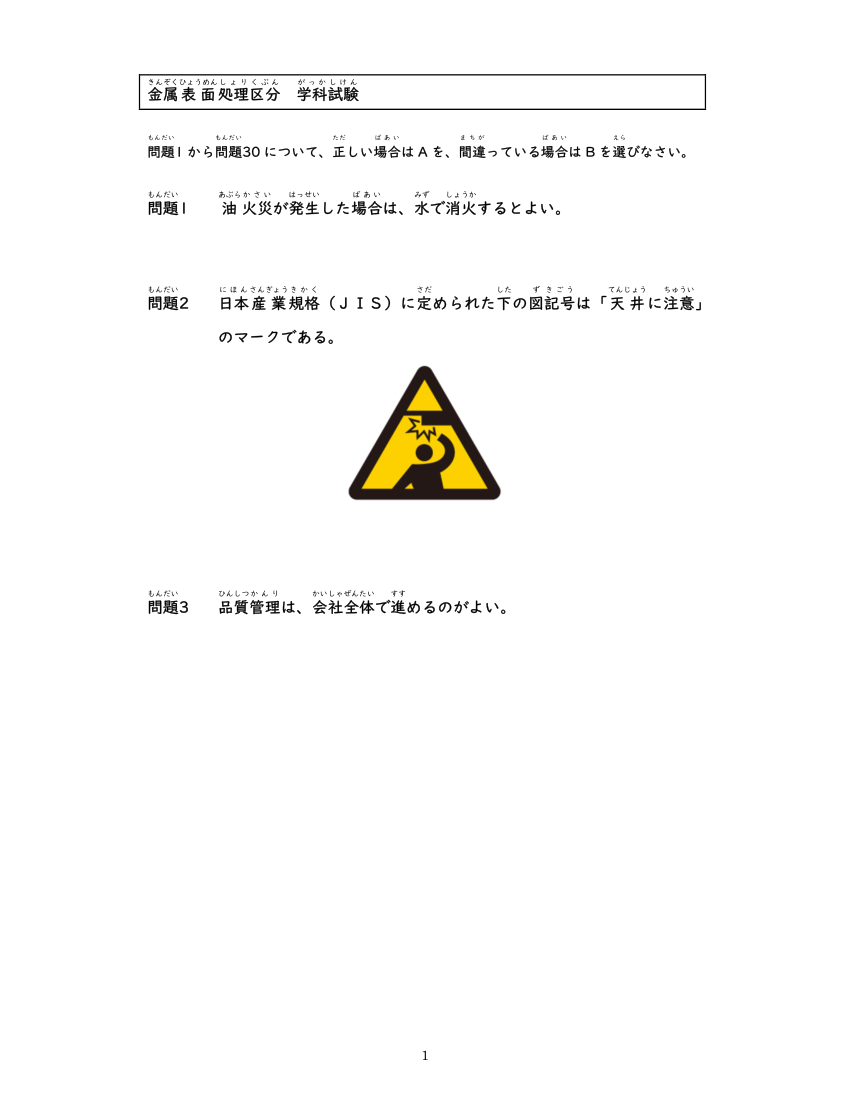 金属表面処理区分　学科試験
問題1から問題30について、正しい場合はAを、間違っている場合はBを選びなさい。
問題1　油火災が発生した場合は、水で消火するとよい。
問題2　日本産業規格（ＪＩＳ）に定められた下の図記号は「天井に注意」
のマークである。
問題3　品質管理は、会社全体で進めるのがよい。
1